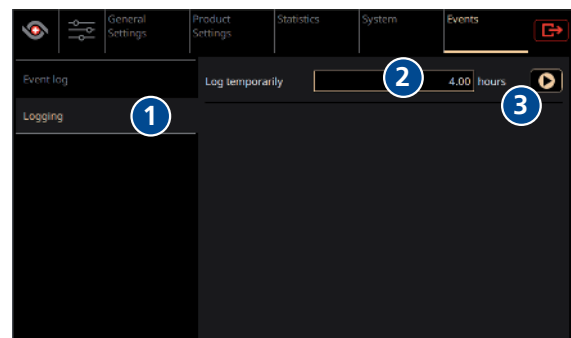 General
Settings
Product
Settings
Statistics
System
Events
Event log
Log temporarily
2
4.00 hours
Logging
1
3